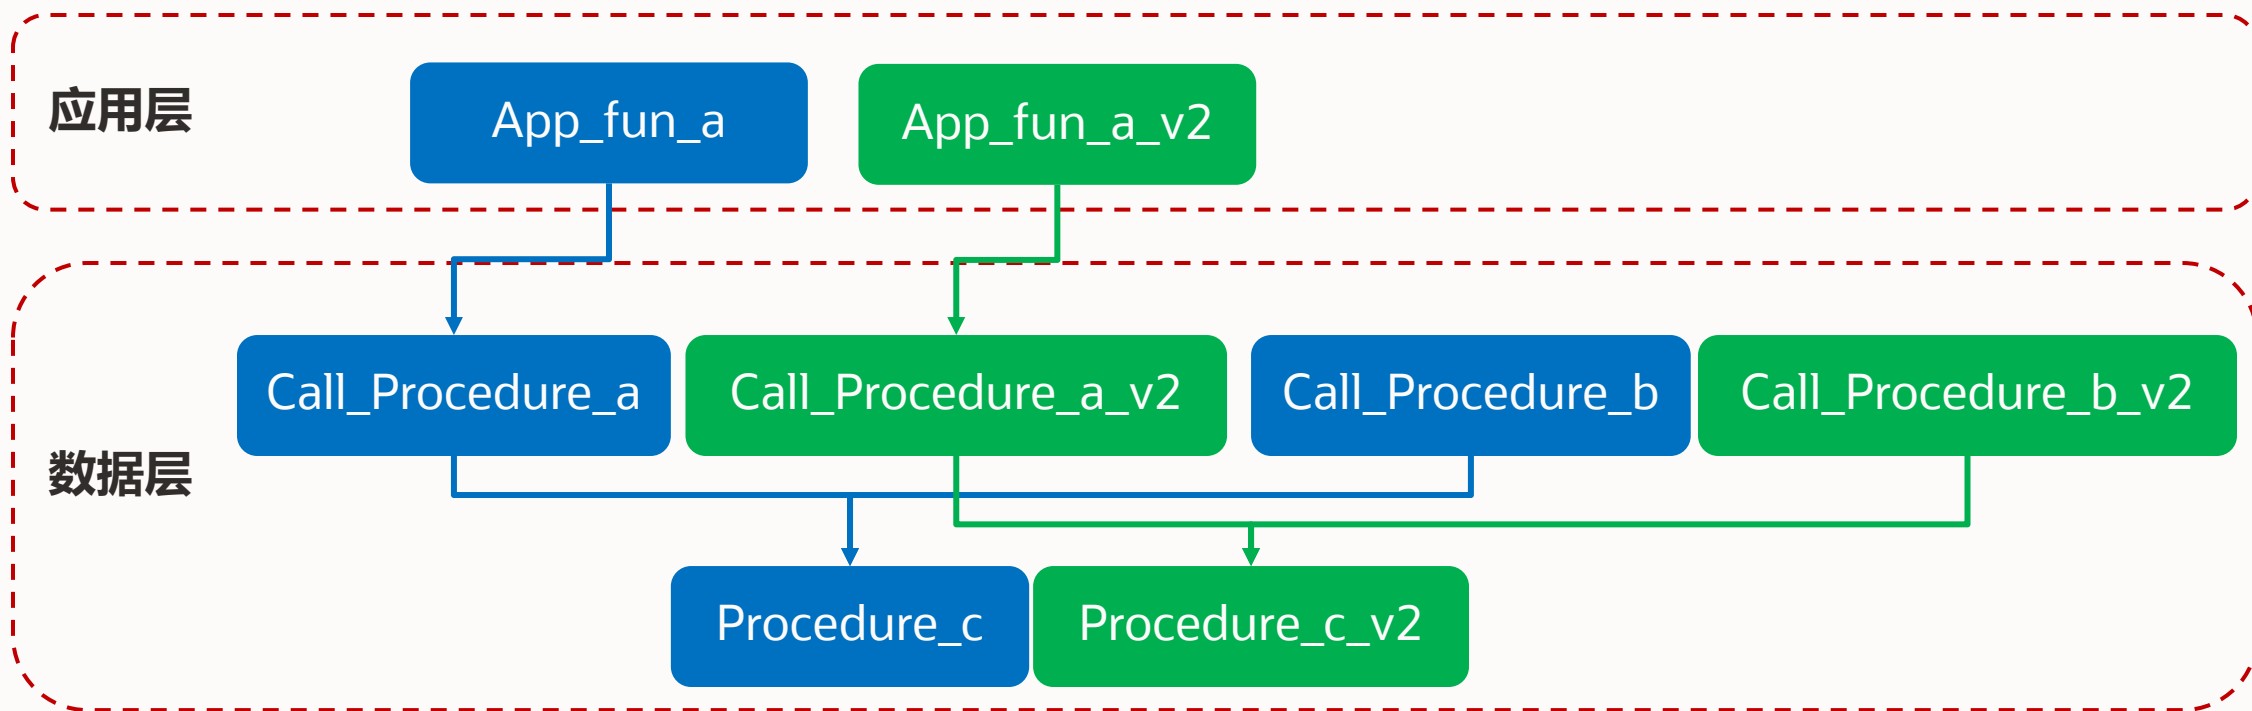 应用层
App_fun_a
App_fun_a_v2
数据层
Call_Procedure_a
Call_Procedure_a_v2
Call_Procedure_b
Call_Procedure_b_v2
Procedure_c
Procedure_c_v2